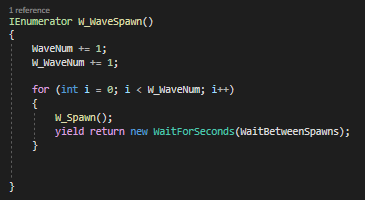 1 reference
IEnumerator W_WaveSpawn()
{
WaveNum += 1;
W_WaveNum += 1;
for (int i = 0; i < W_WaveNum; i++)
{
W_Spawn();
yield return new WaitForSeconds(WaitBetweenSpawns);
}
}